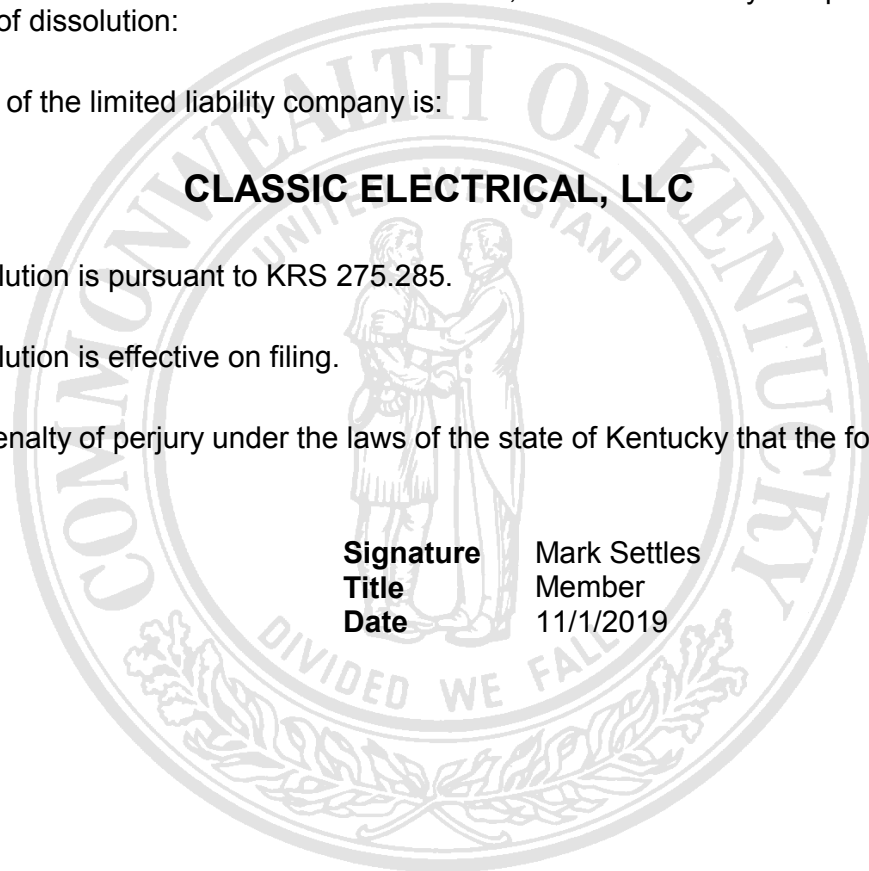 of dissolution:
of the limited liability company is:
CLASSIC ELECTRICAL, LLC
lution is pursuant to KRS 275.285.
lution is effective on filing.
enalty of perjury under the laws of the state of Kentucky that the fo
Signature Mark Settles
Title Member
Date 11/1/2019
COMMONWEALTH OF KENTUCKY
UNITED WE STAND
DIVIDED WE FALL